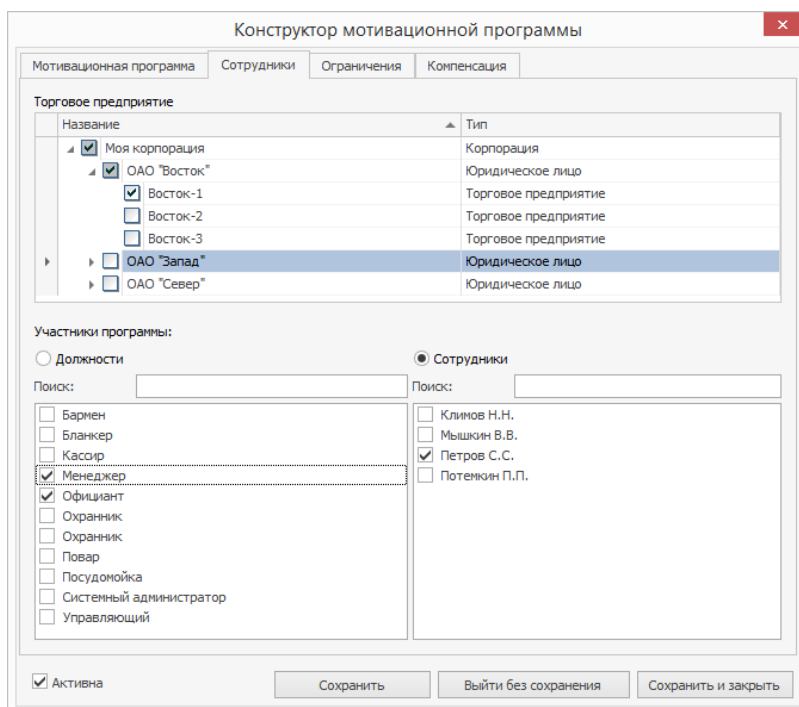 Конструктор мотивационной программы
Мотивационная программа Сотрудники Ограничения Компенсация
Торговое предприятие
Название Тип
Моя корпорация Корпорация
ОАО "Восток" Юридическое лицо
Восток-1 Торговое предприятие
Восток-2 Торговое предприятие
Восток-3 Торговое предприятие
ОАО "Запад" Юридическое лицо
ОАО "Север" Юридическое лицо
Участники программы:
Должности Сотрудники
Поиск: Поиск:
Бармен Климов Н.Н.
Бланкер Мышкин В.В.
Кассир Петров С.С.
Менеджер Потемкин П.П.
Официант
Охранник
Охранник
Повар
Посудомойка
Системный администратор
Управляющий
Активна Сохранить Выйти без сохранения Сохранить и закрыть